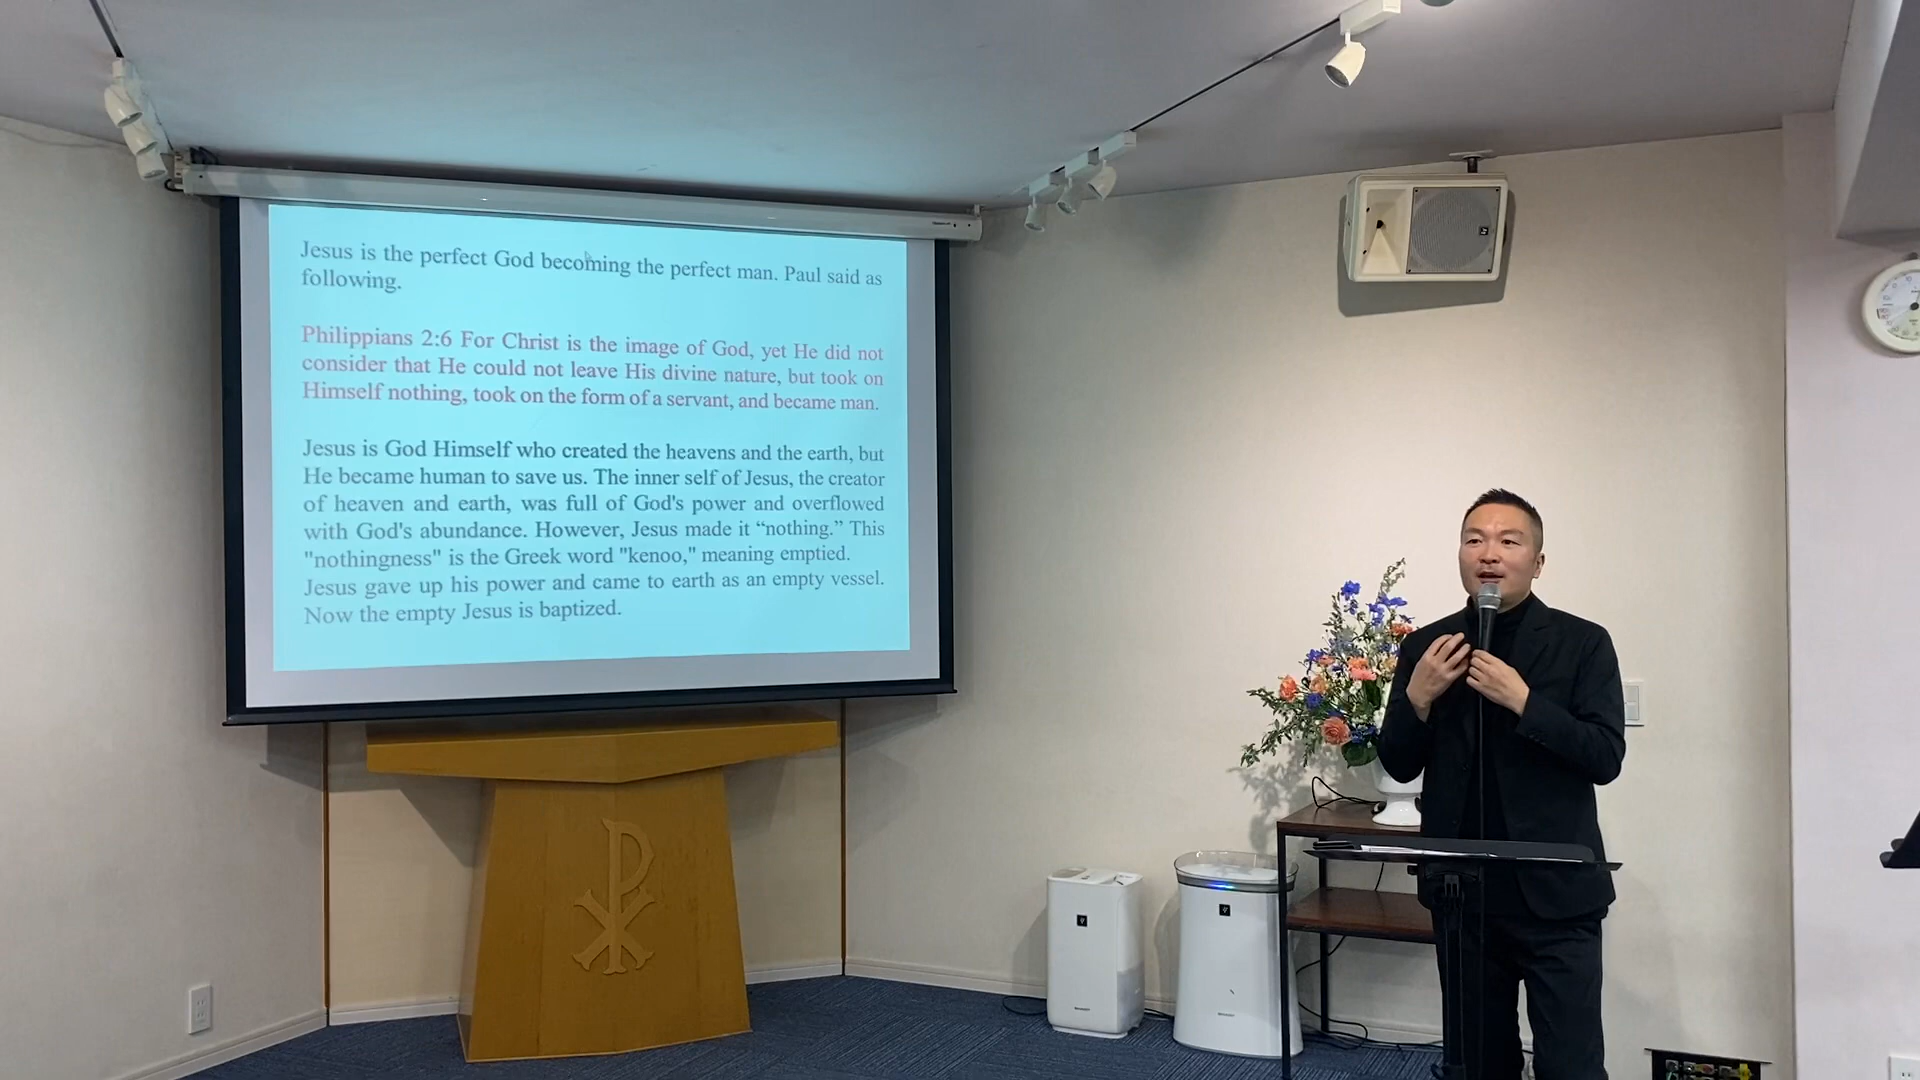 Jesus is the perfect God becoming the perfect man. Paul said as
following.
Philippians 2:6 For Christ is the image of God, yet He did not
consider that He could not leave His divine nature, but took on
Himself nothing, took on the form of a servant, and became man.
Jesus is God Himself who created the heavens and the earth, but
He became human to save us. The inner self of Jesus, the creator
of heaven and earth, was full of God's power and overflowed
with God's abundance. However, Jesus made it “nothing.” This
"nothingness" is the Greek word "kenoo," meaning emptied.
Jesus gave up his power and came to earth as an empty vessel.
Now the empty Jesus is baptized.